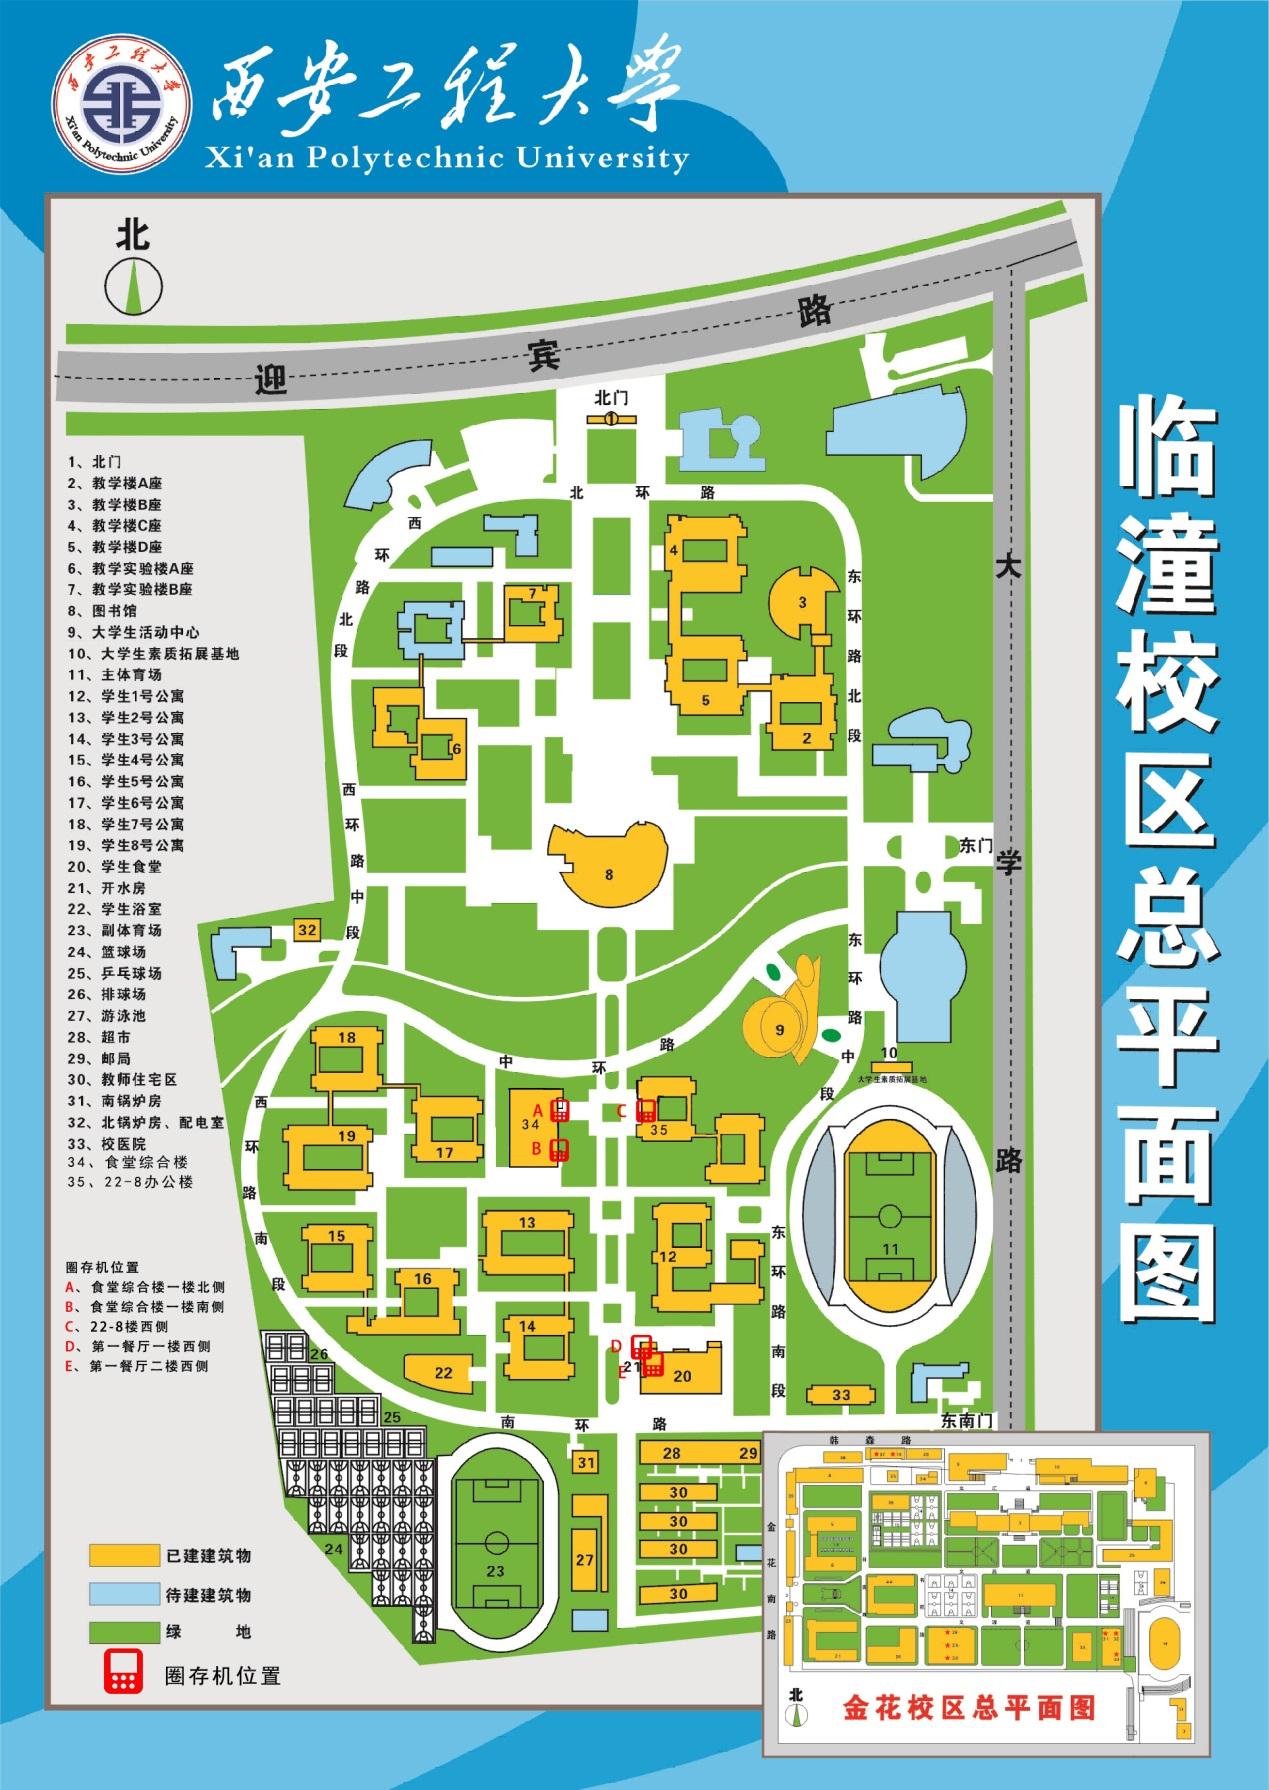 西安工程大学
Xi'an Polytechnic University
西安工程大学
Xi'an Polytechnic University
临潼校区总平面图
北
迎宾路
大学路
北门
1、北门
2、教学楼A座
3、教学楼B座
4、教学楼C座
5、教学楼D座
6、教学实验楼A座
7、教学实验楼B座
8、图书馆
9、大学生活动中心
10、大学生素质拓展基地
11、主体育场
12、学生1号公寓
13、学生2号公寓
14、学生3号公寓
15、学生4号公寓
16、学生5号公寓
17、学生6号公寓
18、学生7号公寓
19、学生8号公寓
20、学生食堂
21、开水房
22、学生浴室
23、副体育场
24、篮球场
25、乒乓球场
26、排球场
27、游泳池
28、超市
29、邮局
30、教师住宅区
31、南锅炉房
32、北锅炉房、配电室
33、校医院
34、食堂综合楼
35、22-8办公楼
圈存机位置
A、食堂综合楼一楼北侧
B、食堂综合楼一楼南侧
C、22-8楼西侧
D、第一餐厅一楼西侧
E、第一餐厅二楼西侧
已建建筑物
待建建筑物
绿 地
圈存机位置
1
北环路
西环路北段
东环路北段
4
3
7
5
2
6
西环路中段
8
东门
32
东环路中段
9
10
大学生素质拓展基地
中环路
18
A
34
B
C
35
19
17
西环路南段
13
15
12
11
东环路南段
16
14
D
21
E
20
22
33
26
25
南环路
东南门
31
28
29
30
30
30
30
24
23
27
韩森路
金花南路
北
金花校区总平面图